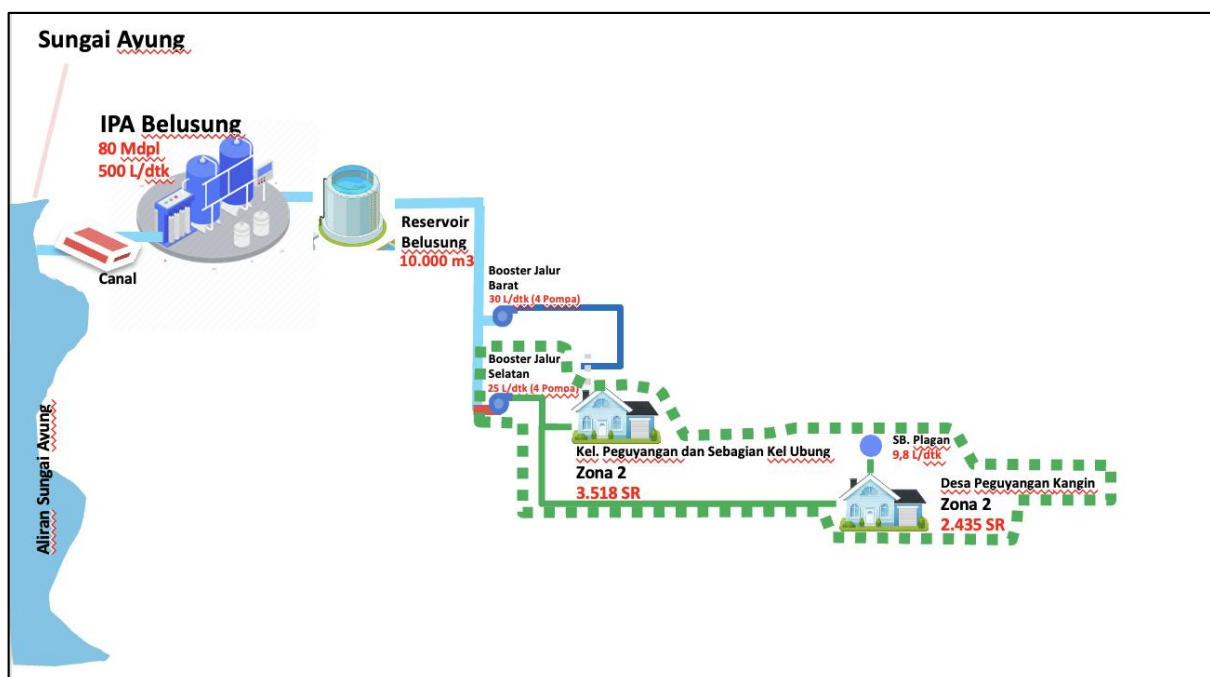 Sungai Ayung
IPA Belusung
80 Mdpl
500 L/dtk
Canal
Reservoir
Belusung
10.000 m3
Booster Jalur
Barat
30 L/dtk (4 Pompa)
Booster Jalur
Selatan
25 L/dtk (4 Pompa)
Kel. Peguyangan dan Sebagian Kel Ubung
Zona 2
3.518 SR
SB. Plagan
9,8 L/dtk
Desa Peguyangan Kangin
Zona 2
2.435 SR
Aliran Sungai Ayung